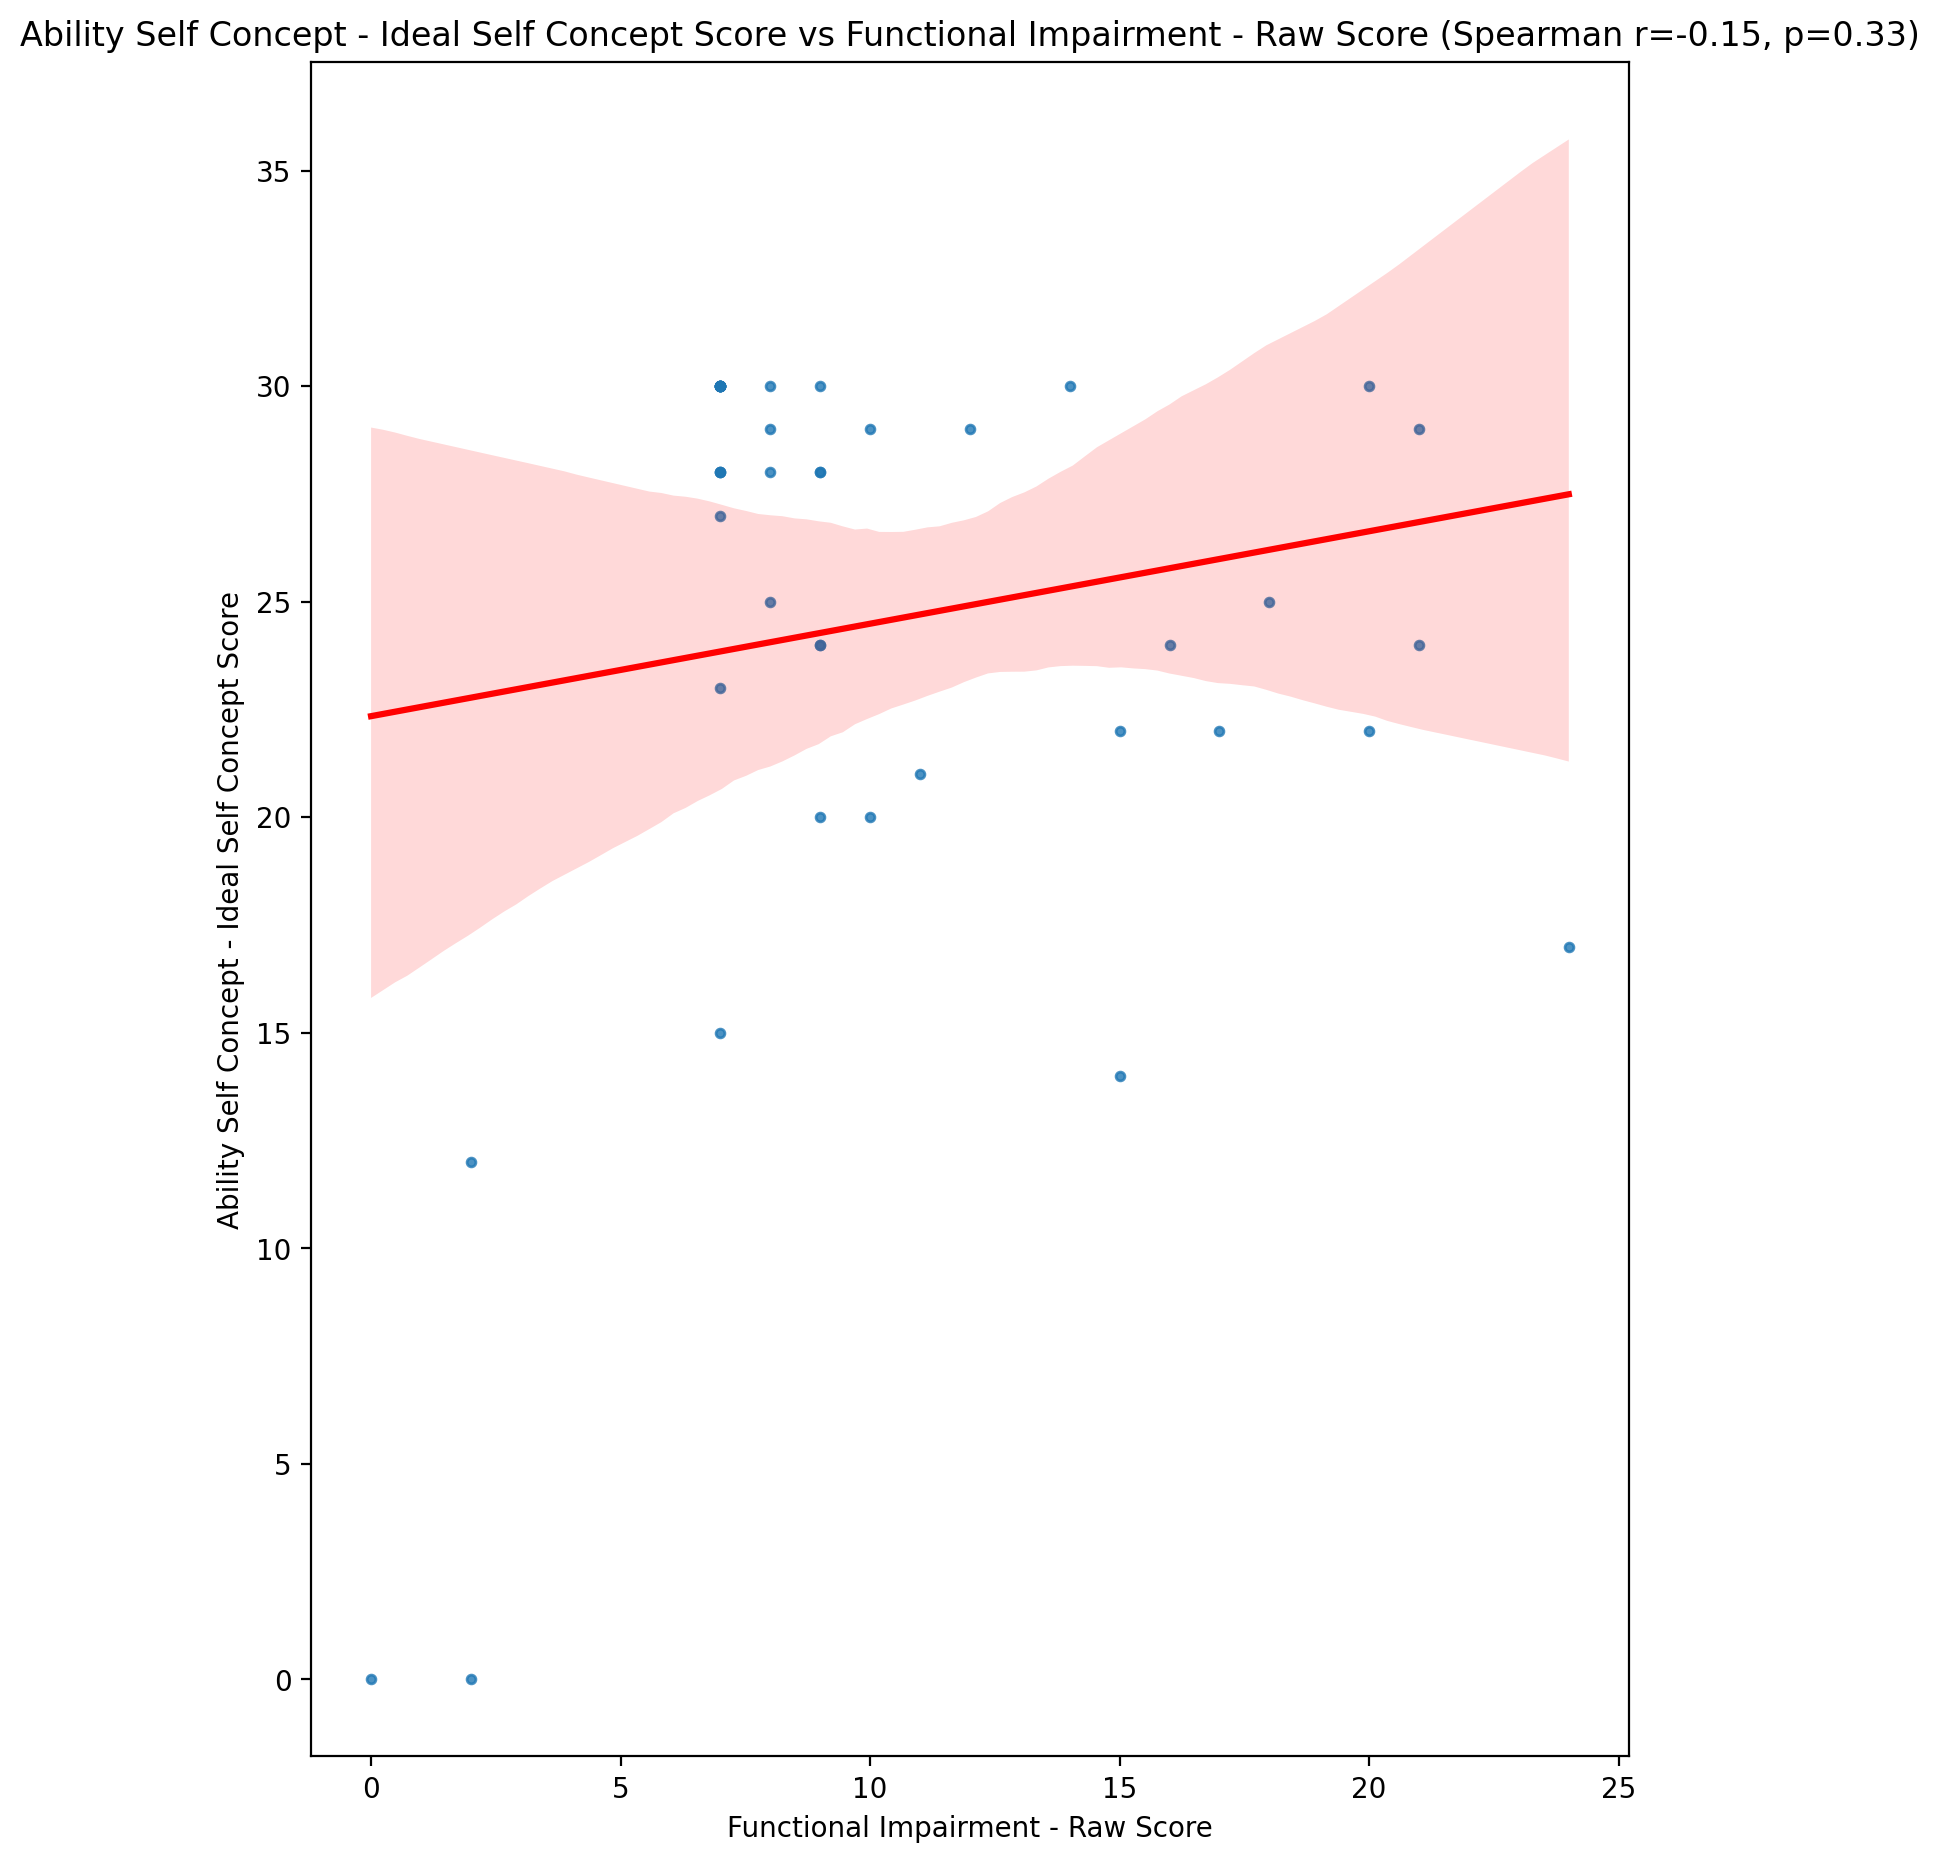 Ability Self Concept - Ideal Self Concept Score vs Functional Impairment - Raw Score (Spearman r=-0.15, p=0.33)
Ability Self Concept - Ideal Self Concept Score
35
30
25
20
15
10
5
0
0 5 10 15 20 25
Functional Impairment - Raw Score